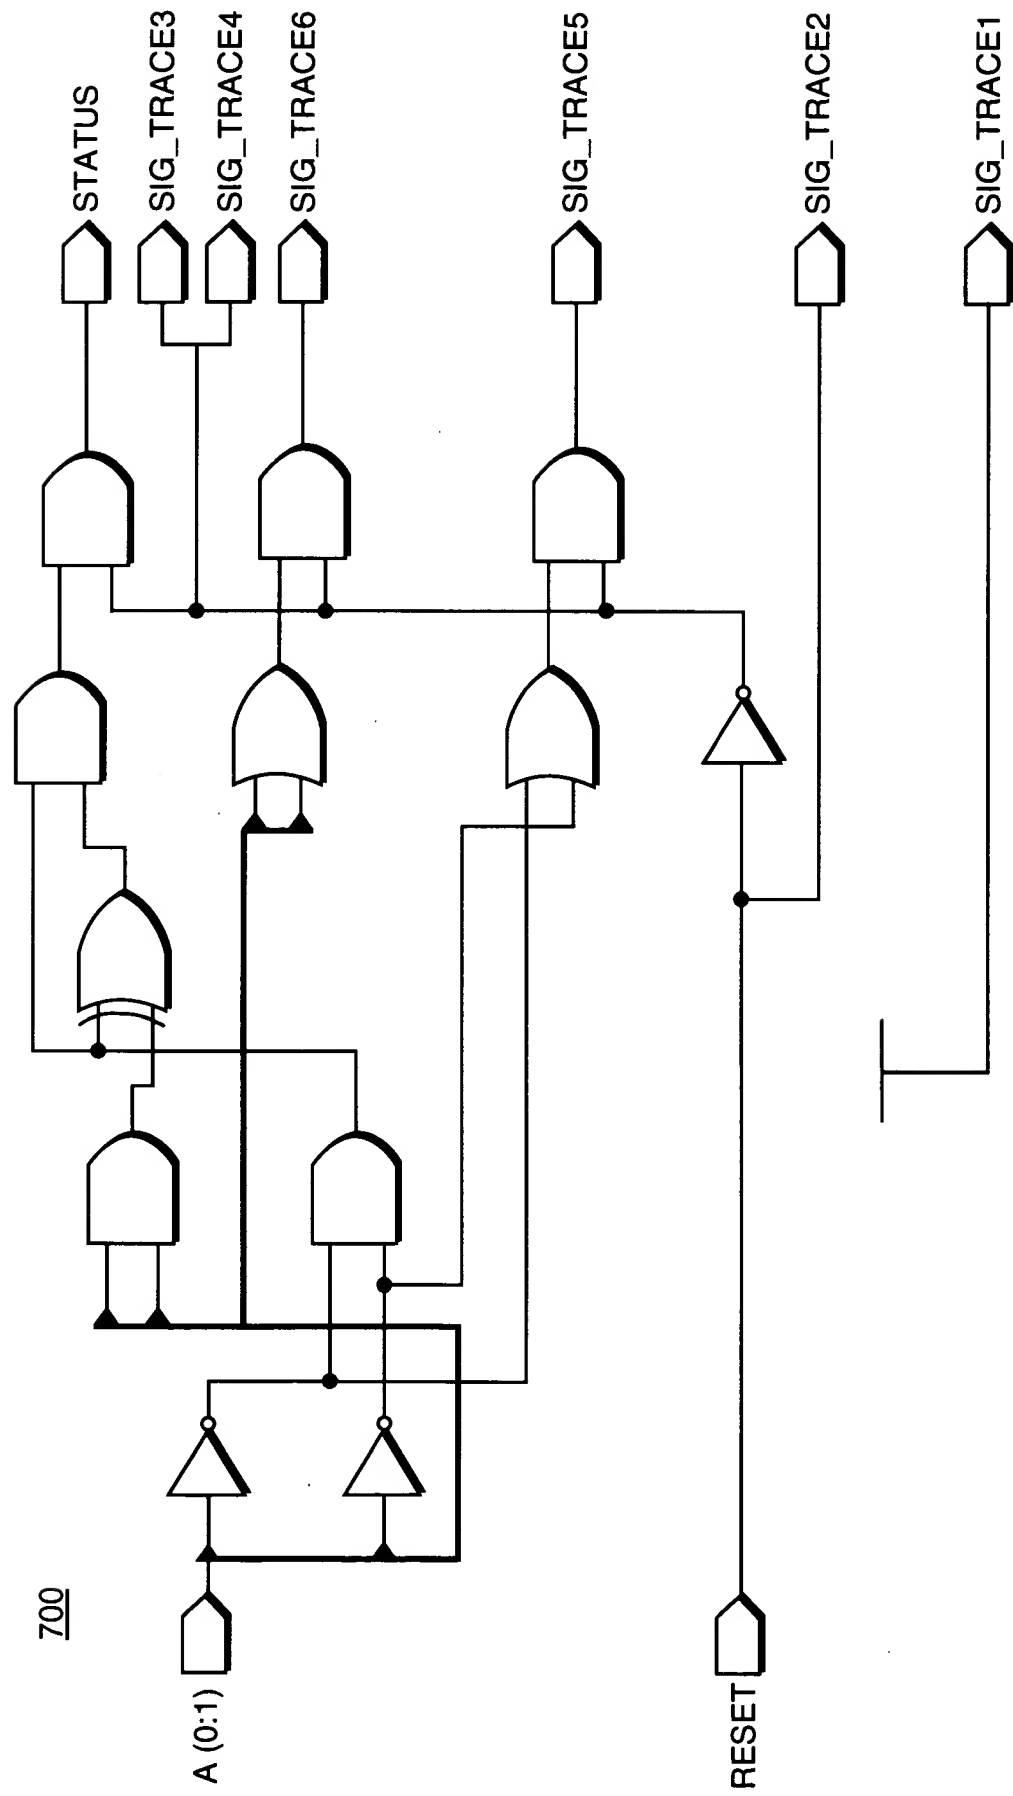 700
A (0:1)
RESET
STATUS
SIG_TRACE3
SIG_TRACE4
SIG_TRACE6
SIG_TRACE5
SIG_TRACE2
SIG_TRACE1